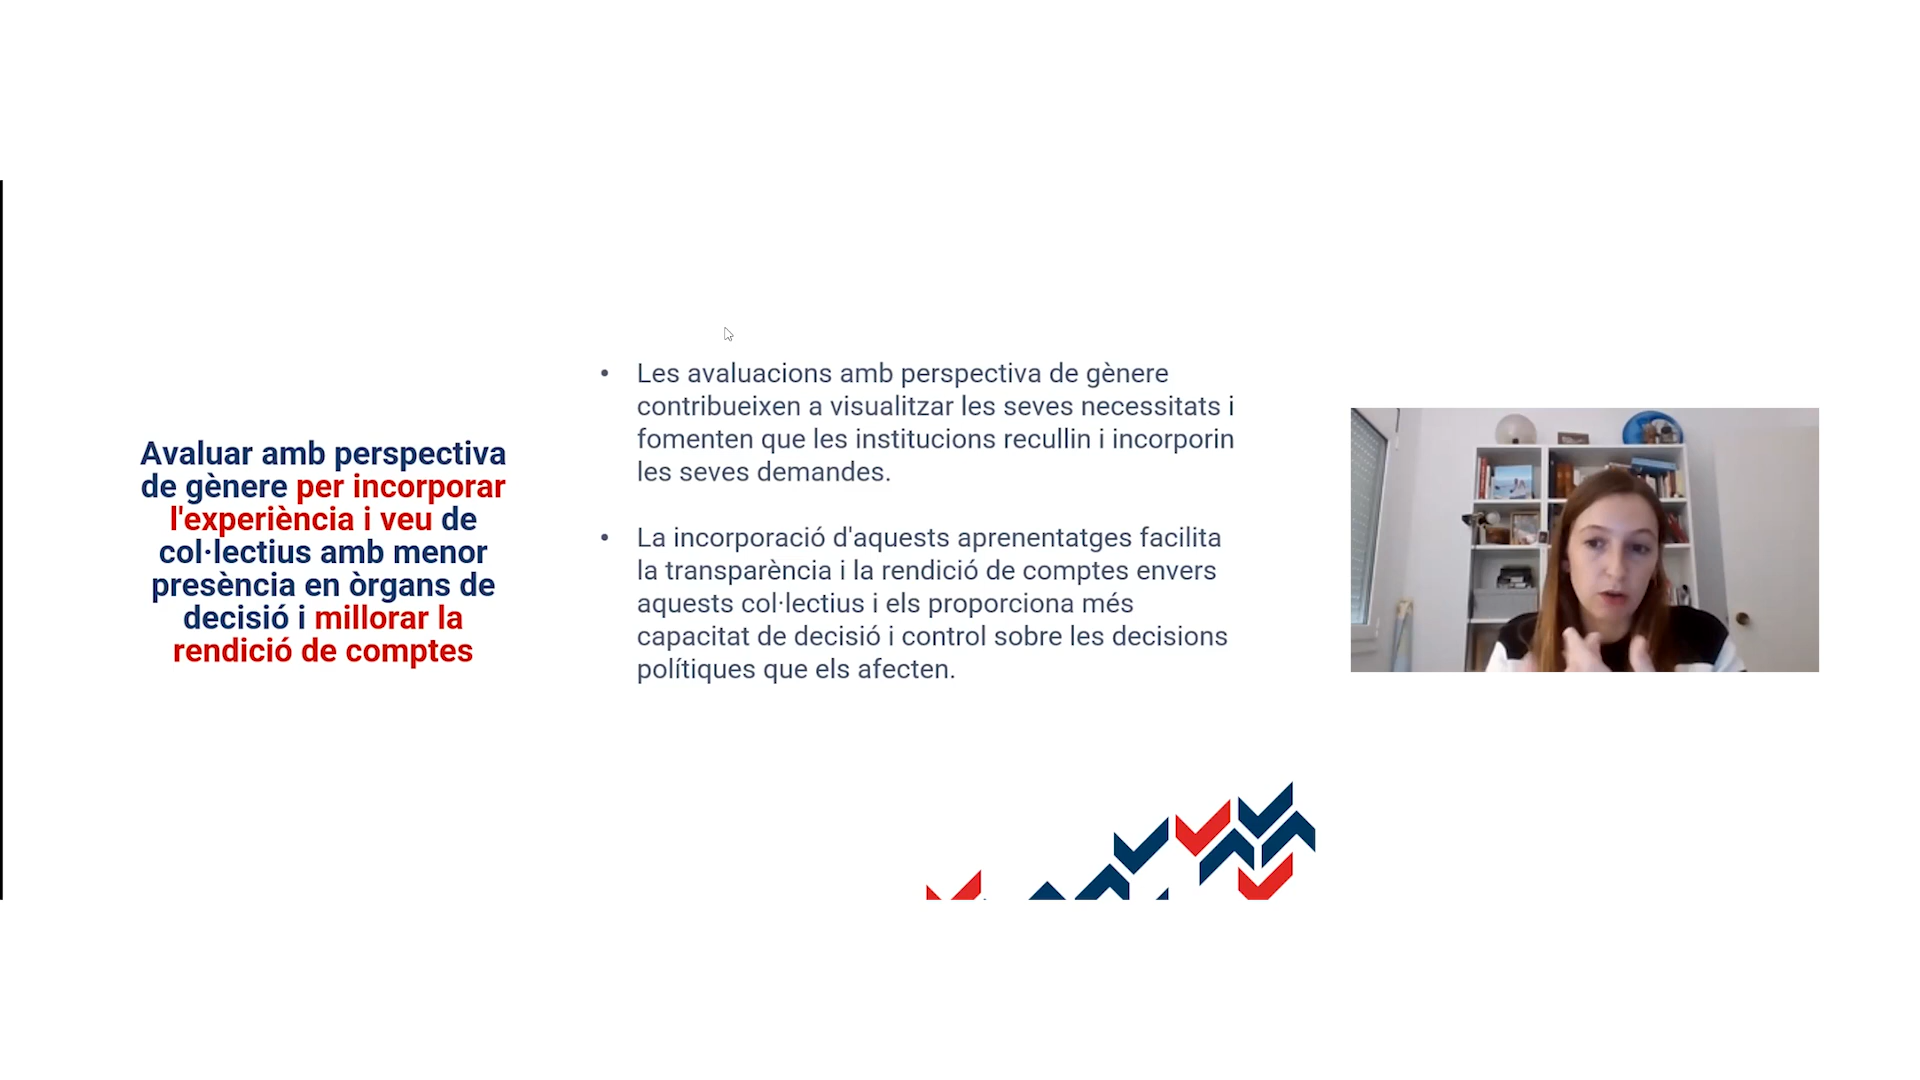 Avaluar amb perspectiva
de gènere per incorporar
l'experiència i veu de
col·lectius amb menor
presència en òrgans de
decisió i millorar la
rendició de comptes
• Les avaluacions amb perspectiva de gènere
contribueixen a visualitzar les seves necessitats i
fomenten que les institucions recullin i incorporin
les seves demandes.
• La incorporació d'aquests aprenentatges facilita
la transparència i la rendició de comptes envers
aquests col·lectius i els proporciona més
capacitat de decisió i control sobre les decisions
polítiques que els afecten.